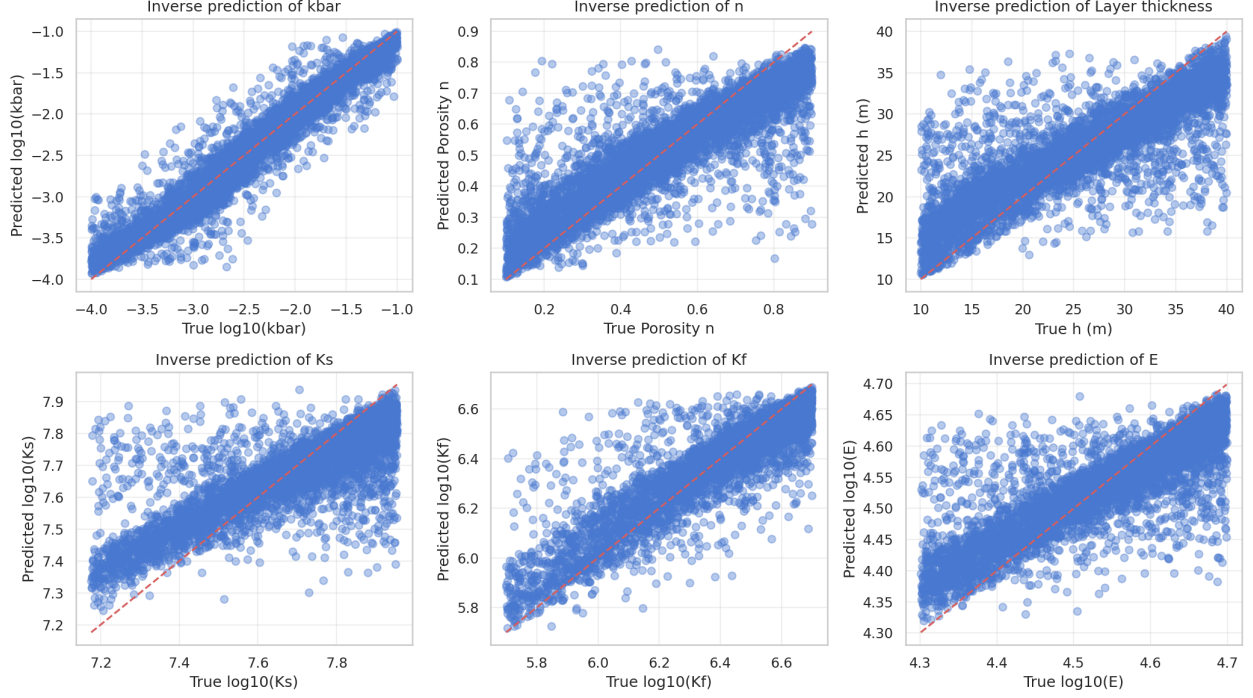 Inverse prediction of kbar
Predicted log10(kbar)
−1.0
−1.5
−2.0
−2.5
−3.0
−3.5
−4.0
−4.0 −3.5 −3.0 −2.5 −2.0 −1.5 −1.0
True log10(kbar)
Inverse prediction of n
Predicted Porosity n
0.9
0.8
0.7
0.6
0.5
0.4
0.3
0.2
0.1
0.2 0.4 0.6 0.8
True Porosity n
Inverse prediction of Layer thickness
Predicted h (m)
40
35
30
25
20
15
10
10 15 20 25 30 35 40
True h (m)
Inverse prediction of Ks
Predicted log10(Ks)
7.9
7.8
7.7
7.6
7.5
7.4
7.3
7.2
7.2 7.4 7.6 7.8
True log10(Ks)
Inverse prediction of Kf
Predicted log10(Kf)
6.6
6.4
6.2
6.0
5.8
5.8 6.0 6.2 6.4 6.6
True log10(Kf)
Inverse prediction of E
Predicted log10(E)
4.70
4.65
4.60
4.55
4.50
4.45
4.40
4.35
4.30
4.3 4.4 4.5 4.6 4.7
True log10(E)